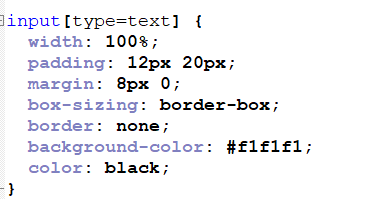 input[type=text] {
  width: 100%;
  padding: 12px 20px;
  margin: 8px 0;
  box-sizing: border-box;
  border: none;
  background-color: #f1f1f1;
  color: black;
}